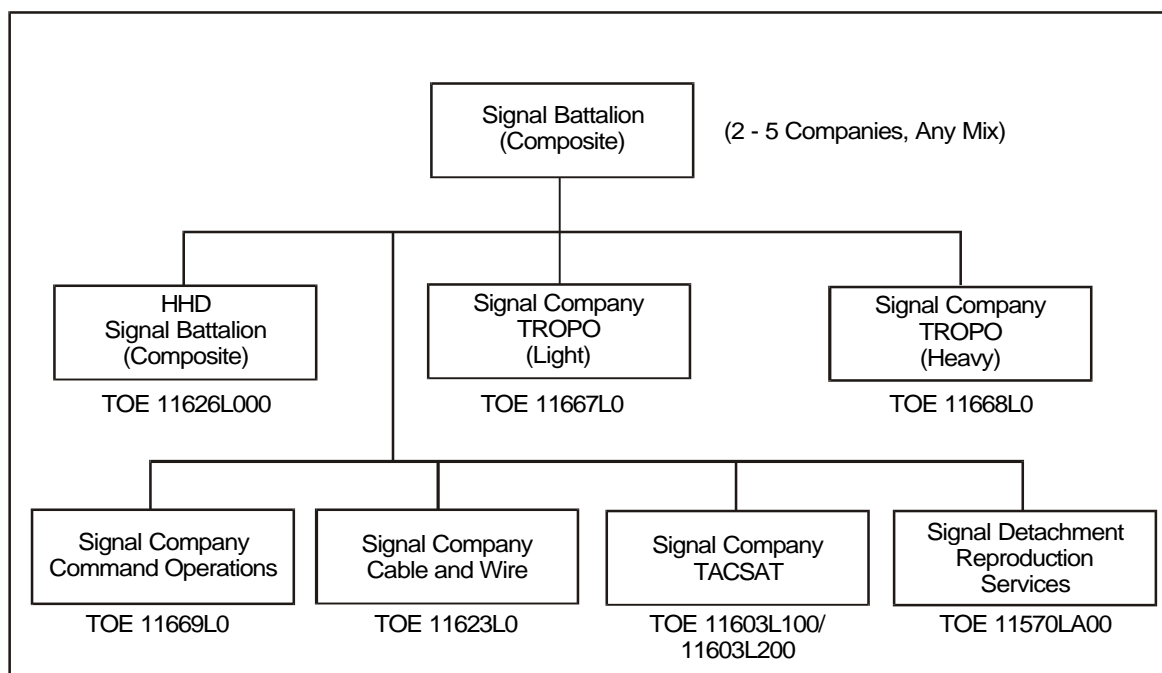 Signal Battalion
(Composite)
(2 - 5 Companies, Any Mix)
HHD
Signal Battalion
(Composite)
TOE 11626L000
Signal Company
TROPO
(Light)
TOE 11667L0
Signal Company
TROPO
(Heavy)
TOE 11668L0
Signal Company
Command Operations
TOE 11669L0
Signal Company
Cable and Wire
TOE 11623L0
Signal Company
TACSAT
TOE 11603L100/
11603L200
Signal Detachment
Reproduction
Services
TOE 11570LA00